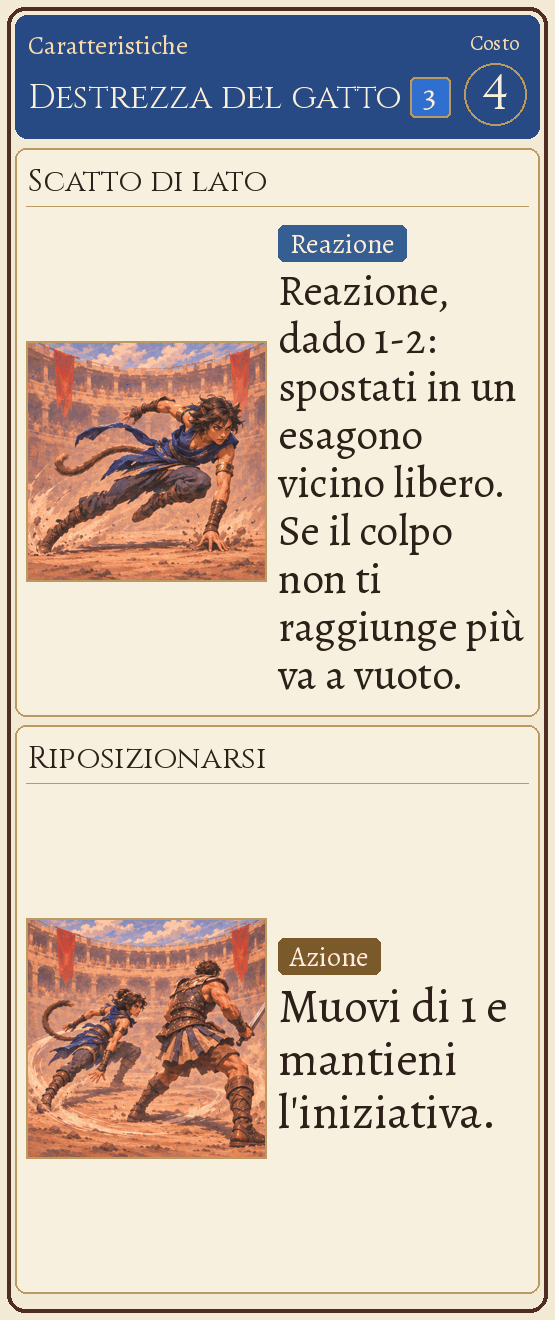 Caratteristiche
Costo
Destrezza del gatto 3 4
Scatto di lato
Reazione
Reazione,
dado 1-2:
spostati in un
esagono
vicino libero.
Se il colpo
non ti
raggiunge più
va a vuoto.
Riposizionarsi
Azione
Muovi di 1 e
mantieni
l'iniziativa.